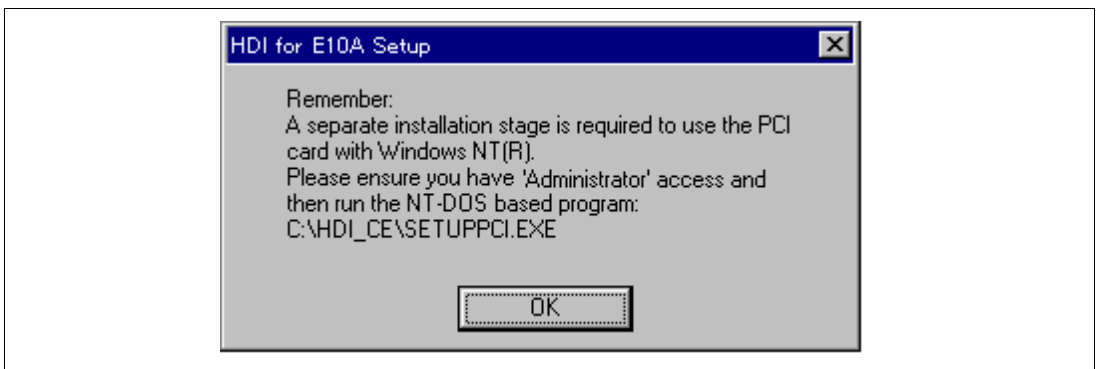 HDI for E10A Setup
Remember:
A separate installation stage is required to use the PCI
card with Windows NT(R).
Please ensure you have 'Administrator' access and
then run the NT-DOS based program:
C:\HDI_CE\SETUPPCI.EXE
OK